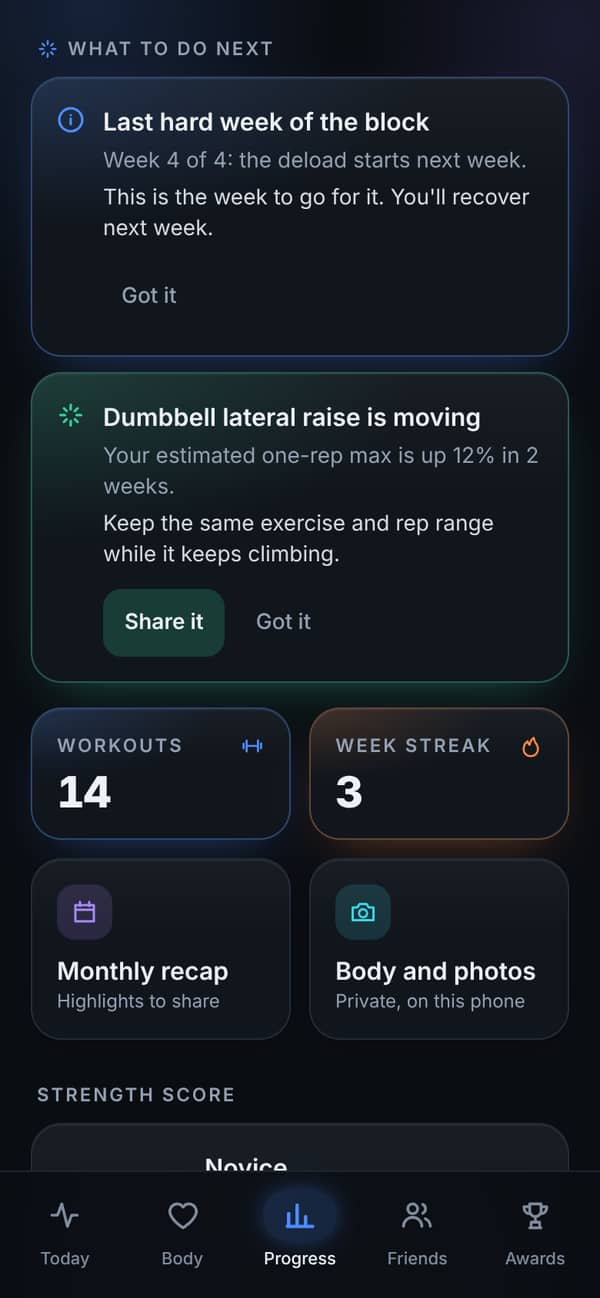 WHAT TO DO NEXT
Last hard week of the block
Week 4 of 4: the deload starts next week.
This is the week to go for it. You'll recover
next week.
Got it
Dumbbell lateral raise is moving
Your estimated one-rep max is up 12% in 2
weeks.
Keep the same exercise and rep range
while it keeps climbing.
Share it
Got it
WORKOUTS
14
WEEK STREAK
3
Monthly recap
Highlights to share
Body and photos
Private, on this phone
STRENGTH SCORE
Novice
Today
Body
Progress
Friends
Awards